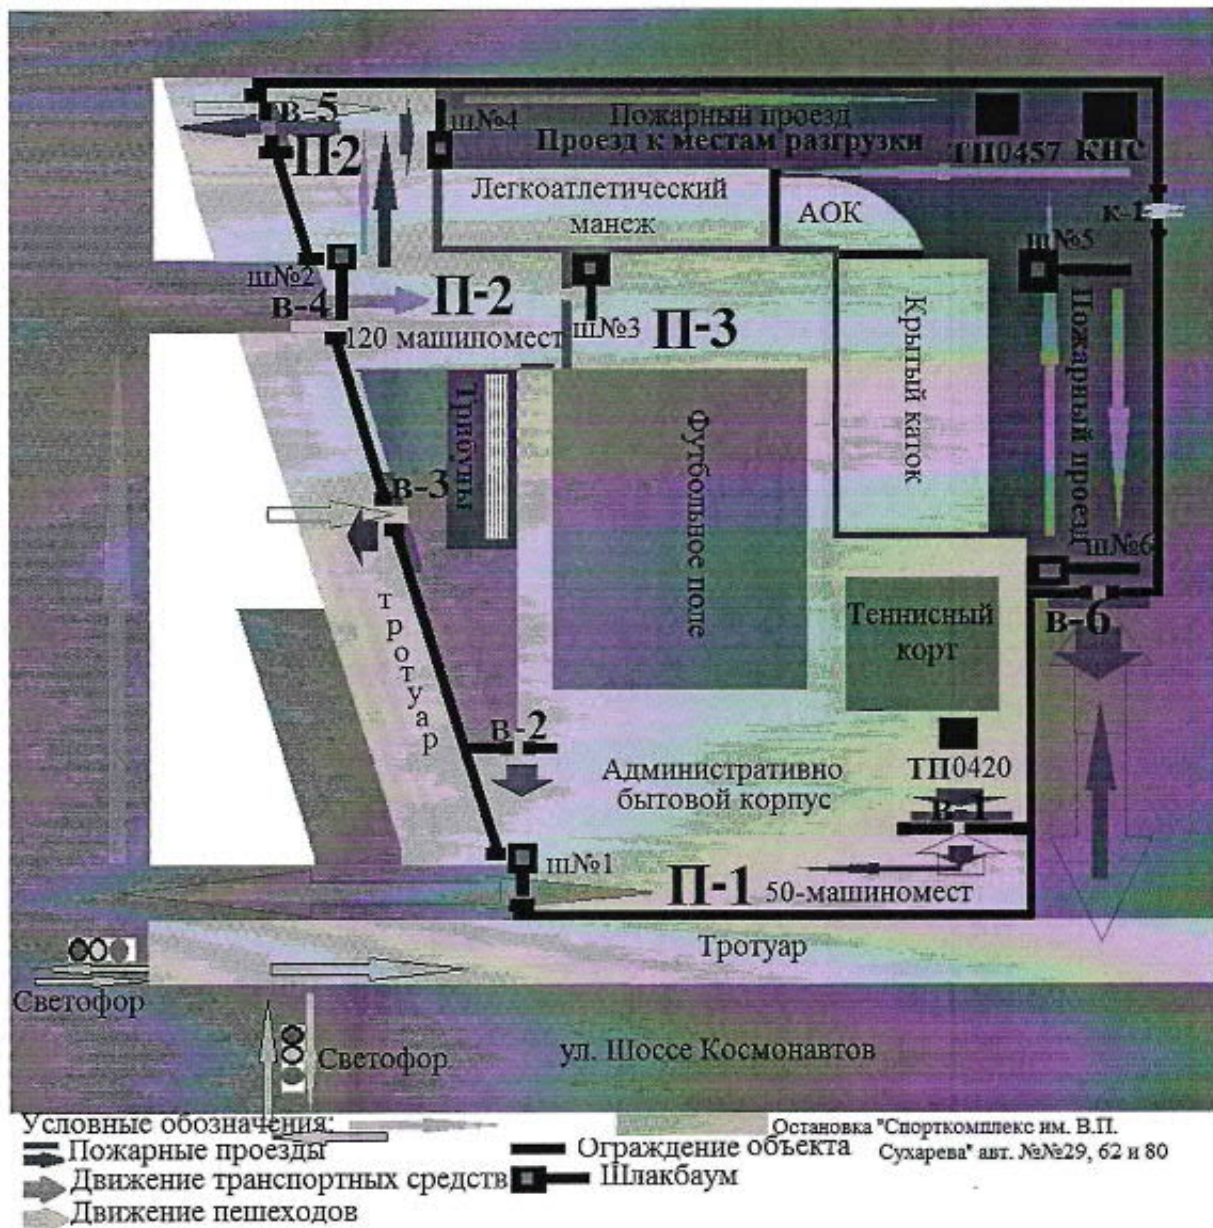 в-5
П-2
ш№4
Пожарный проезд
Проезд к местам разгрузки
ТП0457
КНС
Легкоатлетический
манеж
АОК
к-1
ш№5
ш№2
в-4
П-2
120 машиномест
ш№3
П-3
Крытый каток
Пожарный проезд
Трибуны
Футбольное поле
в-3
ш№6
в-6
Теннисный
корт
тротуар
в-2
ТП0420
Административно
бытовой корпус
в-1
ш№1
П-1
50-машиномест
Тротуар
Светофор
Светофор
ул. Шоссе Космонавтов
Условные обозначения:
Пожарные проезды
Движение транспортных средств
Движение пешеходов
Ограждение объекта
Шлакбаум
Остановка "Спорткомплекс им. В.П.
Сухарева" авт. №№29, 62 и 80